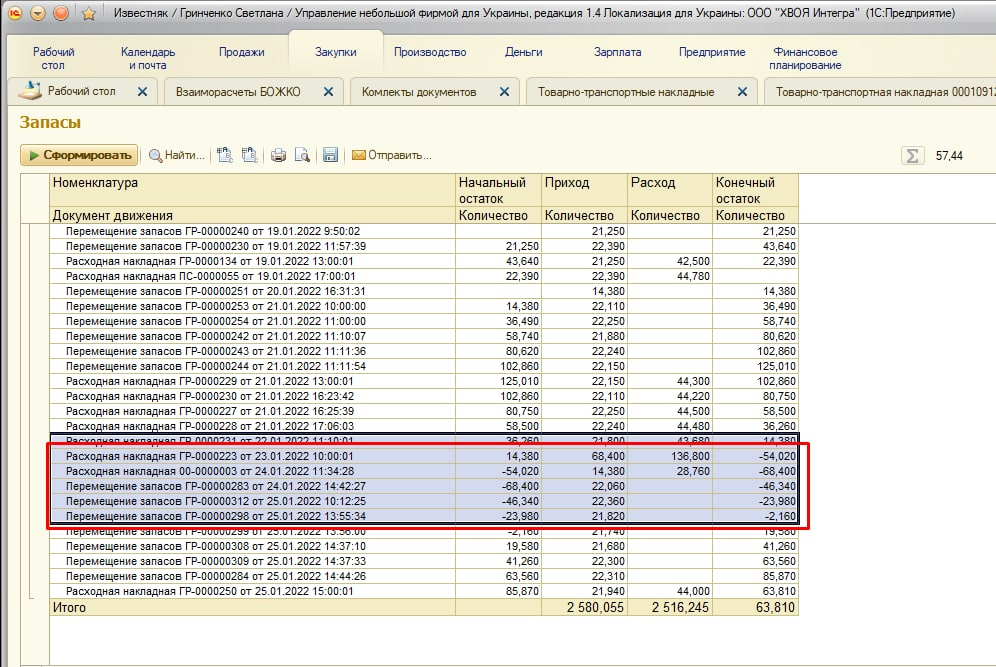 Известняк / Гринченко Светлана / Управление небольшой фирмой для Украины, редакция 1.4 Локализация для Украины: ООО "ХВОЯ Интегра" (1С:Предприятие)
Рабочий стол Календарь и почта Продажи Закупки Производство Деньги Зарплата Предприятие Финансовое планирование
Рабочий стол Взаиморасчеты БОЖКО Комлекты документов Товарно-транспортные накладные Товарно-транспортная накладная 0001091
Запасы
Сформировать Найти... Отправить... Σ 57,44
Номенклатура Начальный остаток Приход Расход Конечный остаток
Документ движения Количество Количество Количество Количество
Перемещение запасов ГР-00000240 от 19.01.2022 9:50:02 21,250 21,250
Перемещение запасов ГР-00000230 от 19.01.2022 11:57:39 21,250 22,390 43,640
Расходная накладная ГР-0000134 от 19.01.2022 13:00:01 43,640 21,250 42,500 22,390
Расходная накладная ПС-0000055 от 19.01.2022 17:00:01 22,390 22,390 44,780
Перемещение запасов ГР-00000251 от 20.01.2022 16:31:31 14,380 14,380
Перемещение запасов ГР-00000253 от 21.01.2022 10:00:00 14,380 22,110 36,490
Перемещение запасов ГР-00000254 от 21.01.2022 11:00:00 36,490 22,250 58,740
Перемещение запасов ГР-00000242 от 21.01.2022 11:10:07 58,740 21,880 80,620
Перемещение запасов ГР-00000243 от 21.01.2022 11:11:36 80,620 22,240 102,860
Перемещение запасов ГР-00000244 от 21.01.2022 11:11:54 102,860 22,150 125,010
Расходная накладная ГР-0000229 от 21.01.2022 13:00:01 125,010 22,150 44,300 102,860
Расходная накладная ГР-0000230 от 21.01.2022 16:23:42 102,860 22,110 44,220 80,750
Расходная накладная ГР-0000227 от 21.01.2022 16:25:39 80,750 22,250 44,500 58,500
Расходная накладная ГР-0000228 от 21.01.2022 17:06:03 58,500 22,240 44,480 36,260
Расходная накладная ГР-0000231 от 22.01.2022 11:10:01 36,260 21,800 43,680 14,380
Расходная накладная ГР-0000223 от 23.01.2022 10:00:01 14,380 68,400 136,800 -54,020
Расходная накладная 00-0000003 от 24.01.2022 11:34:28 -54,020 14,380 28,760 -68,400
Перемещение запасов ГР-00000283 от 24.01.2022 14:42:27 -68,400 22,060 -46,340
Перемещение запасов ГР-00000312 от 25.01.2022 10:12:25 -46,340 22,360 -23,980
Перемещение запасов ГР-00000298 от 25.01.2022 13:55:34 -23,980 21,820 -2,160
Перемещение запасов ГР-00000299 от 25.01.2022 13:56:00 -2,160 21,740 19,580
Перемещение запасов ГР-00000308 от 25.01.2022 14:37:10 19,580 21,680 41,260
Перемещение запасов ГР-00000309 от 25.01.2022 14:37:33 41,260 22,300 63,560
Перемещение запасов ГР-00000284 от 25.01.2022 14:44:26 63,560 22,310 85,870
Расходная накладная ГР-0000250 от 25.01.2022 15:00:01 85,870 21,940 44,000 63,810
Итого 2 580,055 2 516,245 63,810